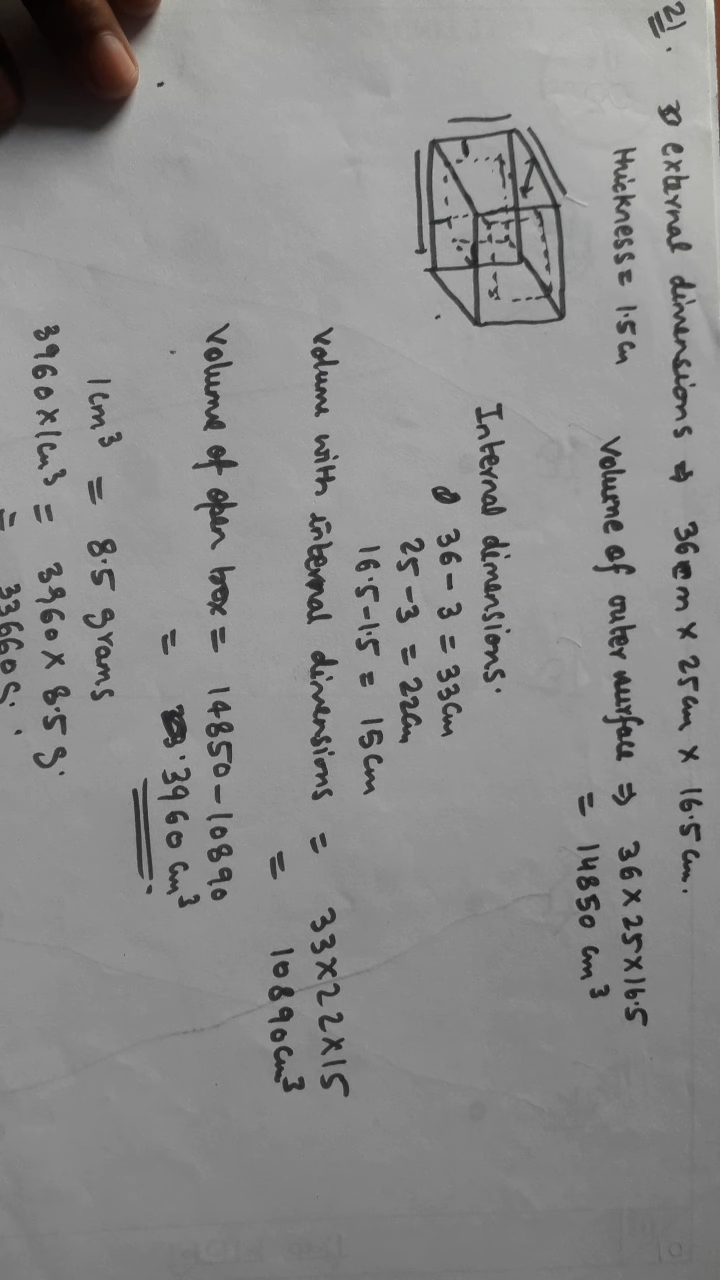 21.
external dimensions ⇒ 36cm x 25cm x 16.5cm.
thickness = 1.5cm
volume of outer surface ⇒ 36 x 25 x 16.5
= 14850 cm³
Internal dimensions.
36 - 3 = 33cm
25 - 3 = 22cm
16.5 - 1.5 = 15cm
volume with internal dimensions = 33 x 22 x 15
= 10890cm³
volume of open box = 14850 - 10890
= 3960 cm³
1cm³ = 8.5 grams
3960 x 1cm³ = 3960 x 8.5 g.
= 33660g.